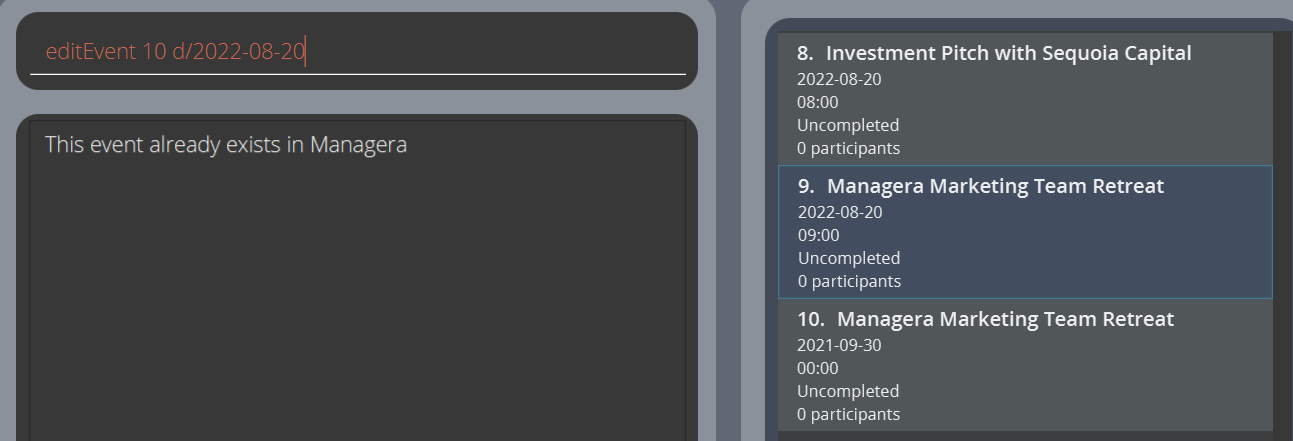 editEvent 10 d/2022-08-20
This event already exists in Managera
8. Investment Pitch with Sequoia Capital
2022-08-20
08:00
Uncompleted
0 participants
9. Managera Marketing Team Retreat
2022-08-20
09:00
Uncompleted
0 participants
10. Managera Marketing Team Retreat
2021-09-30
00:00
Uncompleted
0 participants